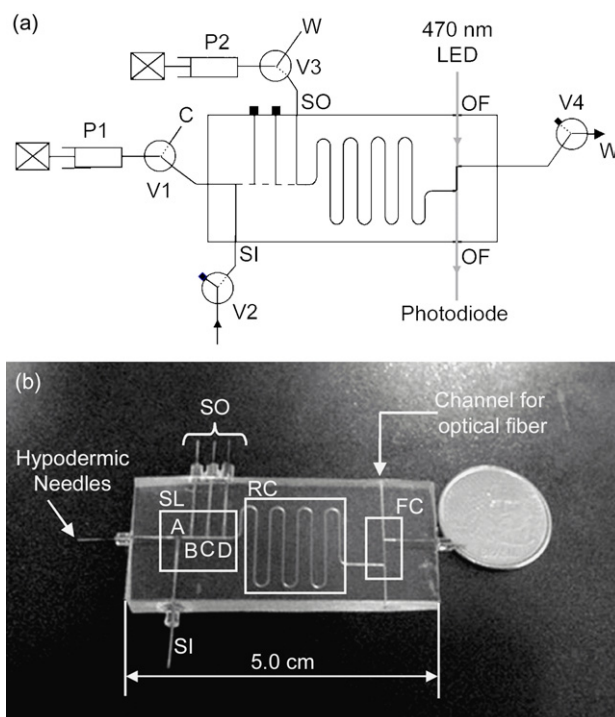 (a)
P2
W
V3
470 nm
LED
SO
OF
V4
P1
C
V1
W
SI
OF
V2
Photodiode
(b)
SO
Channel for
optical fiber
Hypodermic
Needles
SL
RC
FC
A
BCD
SI
5.0 cm